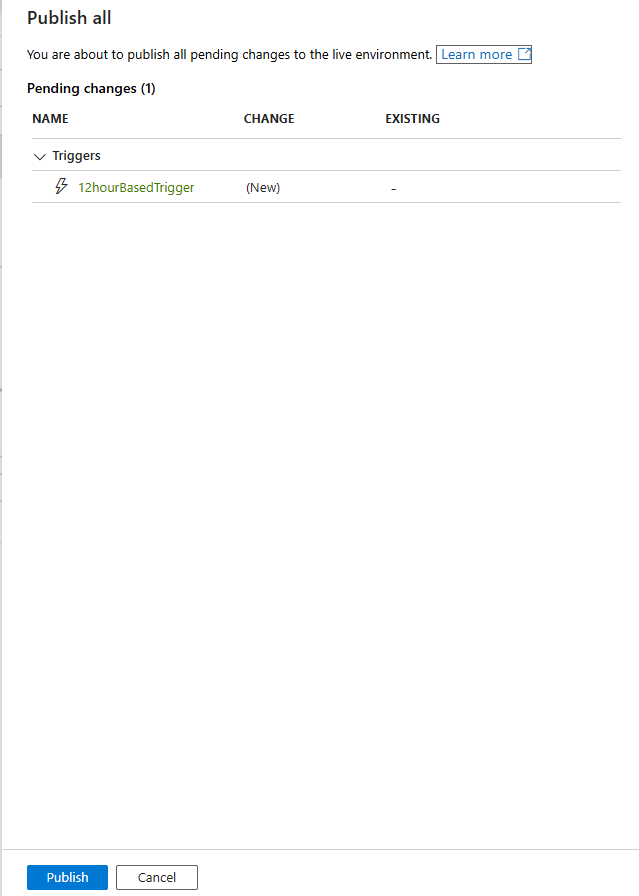 Publish all
You are about to publish all pending changes to the live environment. Learn more
Pending changes (1)
NAME CHANGE EXISTING
Triggers
12hourBasedTrigger (New) -
Publish Cancel